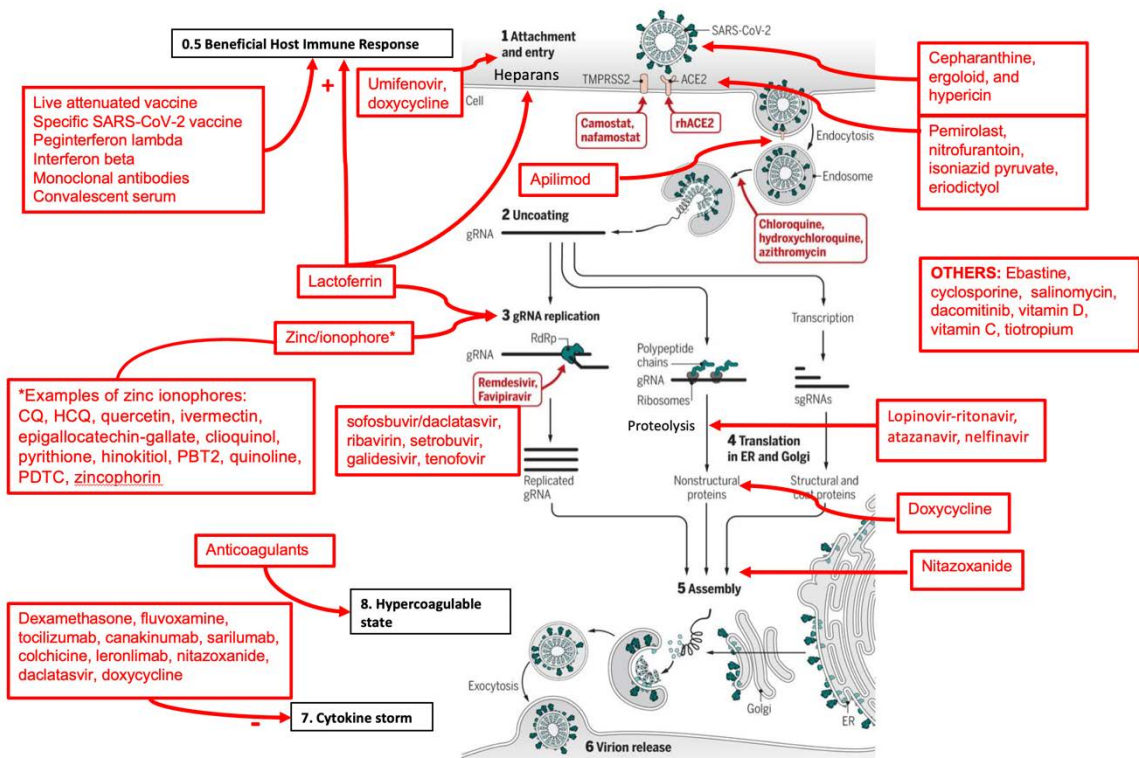 0.5 Beneficial Host Immune Response
1 Attachment
and entry
Heparans
SARS-CoV-2
TMPRSS2
ACE2
Cell
Umifenovir,
doxycycline
+
Live attenuated vaccine
Specific SARS-CoV-2 vaccine
Peginterferon lambda
Interferon beta
Monoclonal antibodies
Convalescent serum
Camostat,
nafamostat
rhACE2
Cepharanthine,
ergoloid, and
hypericin
Pemirolast,
nitrofurantoin,
isoniazid pyruvate,
eriodictyol
Endocytosis
Endosome
Apilimod
2 Uncoating
gRNA
Chloroquine,
hydroxychloroquine,
azithromycin
Lactoferrin
OTHERS: Ebastine,
cyclosporine, salinomycin,
dacomitinib, vitamin D,
vitamin C, tiotropium
Zinc/ionophore*
3 gRNA replication
RdRp
gRNA
Remdesivir,
Favipiravir
Polypeptide
chains
gRNA
Ribosomes
Transcription
sgRNAs
*Examples of zinc ionophores:
CQ, HCQ, quercetin, ivermectin,
epigallocatechin-gallate, clioquinol,
pyrithione, hinokitiol, PBT2, quinoline,
PDTC, zincophorin
sofosbuvir/daclatasvir,
ribavirin, setrobuvir,
galidesivir, tenofovir
Proteolysis
4 Translation
in ER and Golgi
Lopinovir-ritonavir,
atazanavir, nelfinavir
Replicated
gRNA
Nonstructural
proteins
Structural and
coat proteins
Doxycycline
Anticoagulants
5 Assembly
Nitazoxanide
8. Hypercoagulable
state
Dexamethasone, fluvoxamine,
tocilizumab, canakinumab, sarilumab,
colchicine, leronlimab, nitazoxanide,
daclatasvir, doxycycline
-
7. Cytokine storm
Exocytosis
Golgi
ER
6 Virion release